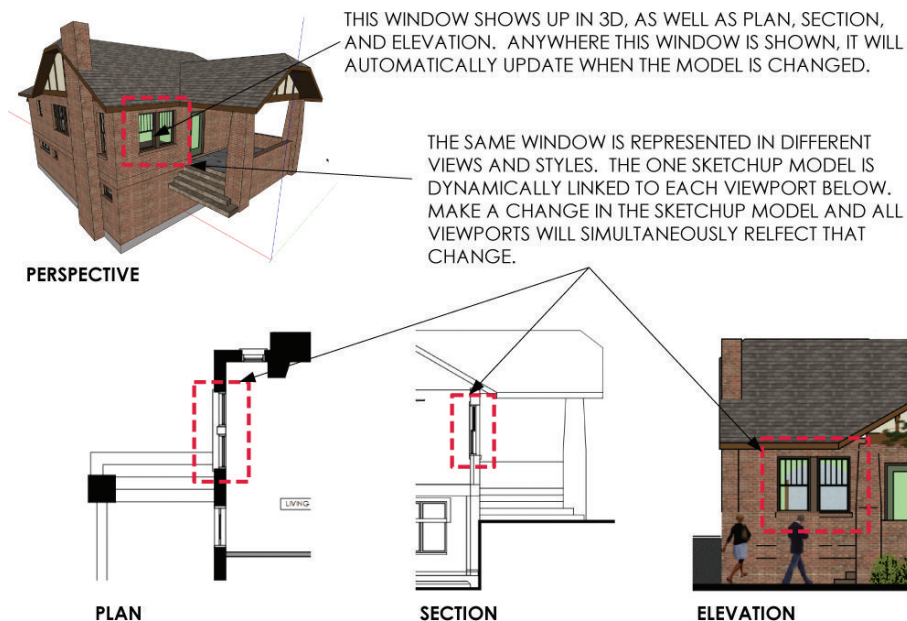 THIS WINDOW SHOWS UP IN 3D, AS WELL AS PLAN, SECTION,
AND ELEVATION.  ANYWHERE THIS WINDOW IS SHOWN, IT WILL
AUTOMATICALLY UPDATE WHEN THE MODEL IS CHANGED.
THE SAME WINDOW IS REPRESENTED IN DIFFERENT
VIEWS AND STYLES.  THE ONE SKETCHUP MODEL IS
DYNAMICALLY LINKED TO EACH VIEWPORT BELOW.
MAKE A CHANGE IN THE SKETCHUP MODEL AND ALL
VIEWPORTS WILL SIMULTANEOUSLY RELFECT THAT
CHANGE.
PERSPECTIVE
LIVING
PLAN
SECTION
ELEVATION